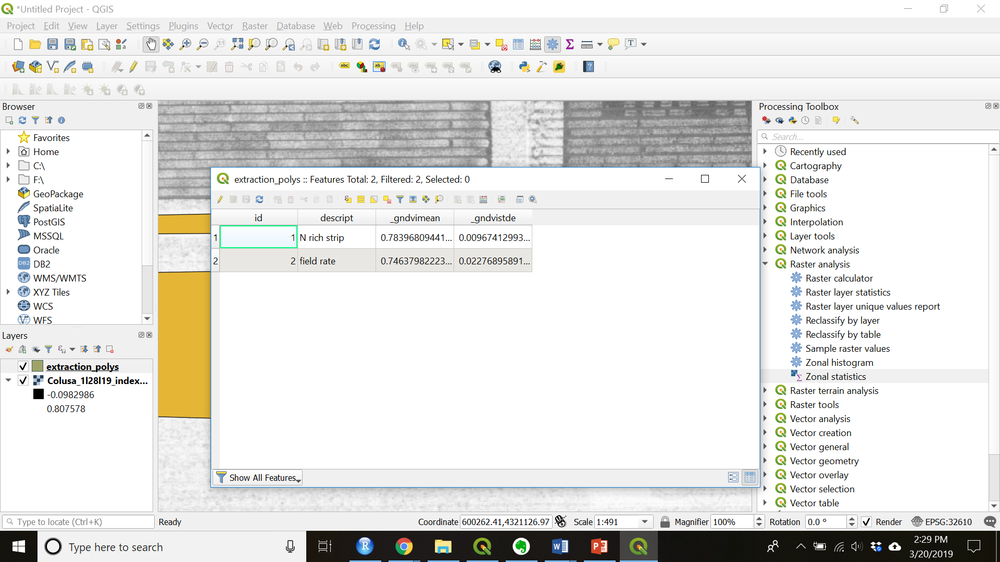 *Untitled Project - QGIS
Project Edit View Layer Settings Plugins Vector Raster Database Web Processing Help
Browser
Favorites
Home
C:\
F:\
GeoPackage
SpatiaLite
PostGIS
MSSQL
Oracle
DB2
WMS/WMTS
XYZ Tiles
WCS
WFS
Layers
extraction_polys
Colusa_1l28l19_index...
-0.0982986
0.807578
extraction_polys :: Features Total: 2, Filtered: 2, Selected: 0
id descript _gndvimean _gndvistde
1 1 N rich strip 0.78396809441... 0.00967412993...
2 2 field rate 0.74637982223... 0.02276895891...
Show All Features
Processing Toolbox
Search...
Recently used
Cartography
Database
File tools
Graphics
Interpolation
Layer tools
Network analysis
Raster analysis
Raster calculator
Raster layer statistics
Raster layer unique values report
Reclassify by layer
Reclassify by table
Sample raster values
Zonal histogram
Zonal statistics
Raster terrain analysis
Raster tools
Vector analysis
Vector creation
Vector general
Vector geometry
Vector overlay
Vector selection
Vector table
Type to locate (Ctrl+K) Ready Coordinate 600262.41,4321126.97 Scale 1:491 Magnifier 100% Rotation 0.0 ° Render EPSG:32610
Type here to search
2:29 PM
3/20/2019